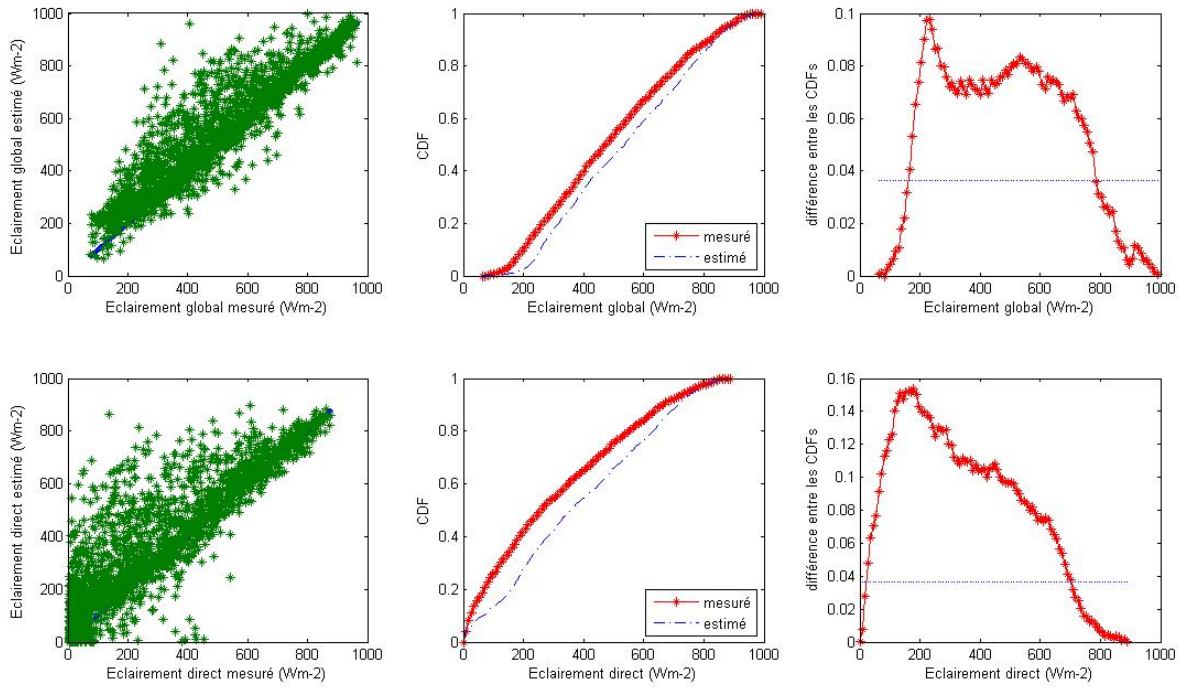 1000
800
600
400
200
0
Eclairement global estimé (Wm-2)
0 200 400 600 800 1000
Eclairement global mesuré (Wm-2)
1
0.8
0.6
0.4
0.2
0
CDF
mesuré
estimé
0 200 400 600 800 1000
Eclairement global (Wm-2)
0.1
0.08
0.06
0.04
0.02
0
différence entre les CDFs
0 200 400 600 800 1000
Eclairement global (Wm-2)
1000
800
600
400
200
0
Eclairement direct estimé (Wm-2)
0 200 400 600 800 1000
Eclairement direct mesuré (Wm-2)
1
0.8
0.6
0.4
0.2
0
CDF
mesuré
estimé
0 200 400 600 800 1000
Eclairement direct (Wm-2)
0.16
0.14
0.12
0.1
0.08
0.06
0.04
0.02
0
différence entre les CDFs
0 200 400 600 800 1000
Eclairement direct (Wm-2)